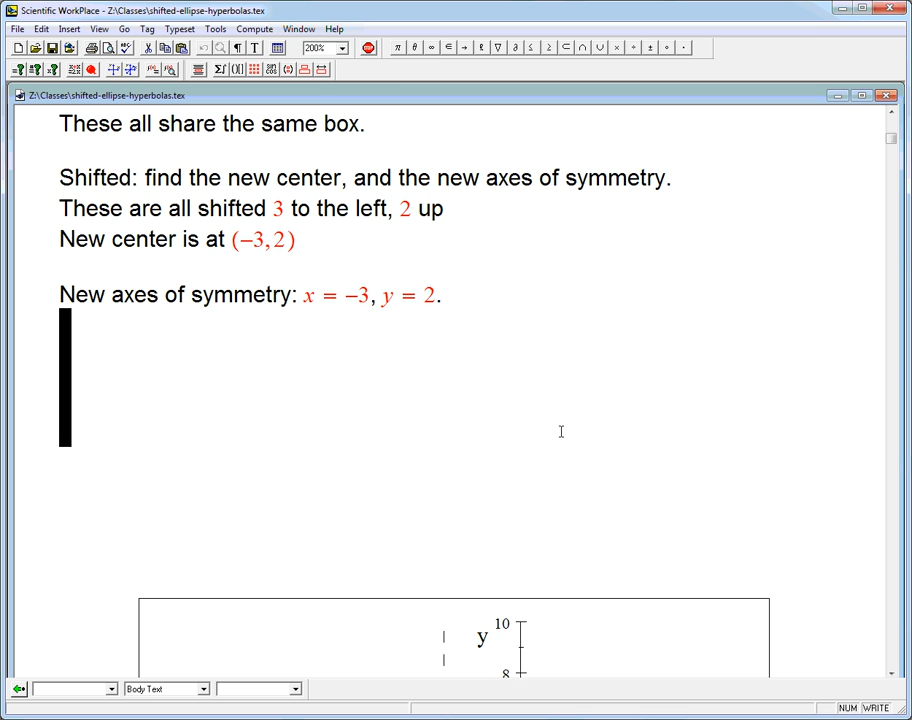 Scientific WorkPlace - Z:\Classes\shifted-ellipse-hyperbolas.tex
File Edit Insert View Go Tag Typeset Tools Compute Window Help
200%
Z:\Classes\shifted-ellipse-hyperbolas.tex
These all share the same box.
Shifted: find the new center, and the new axes of symmetry.
These are all shifted 3 to the left, 2 up
New center is at (−3,2)
New axes of symmetry: x = −3, y = 2.
y 10
8
Body Text
NUM WRITE